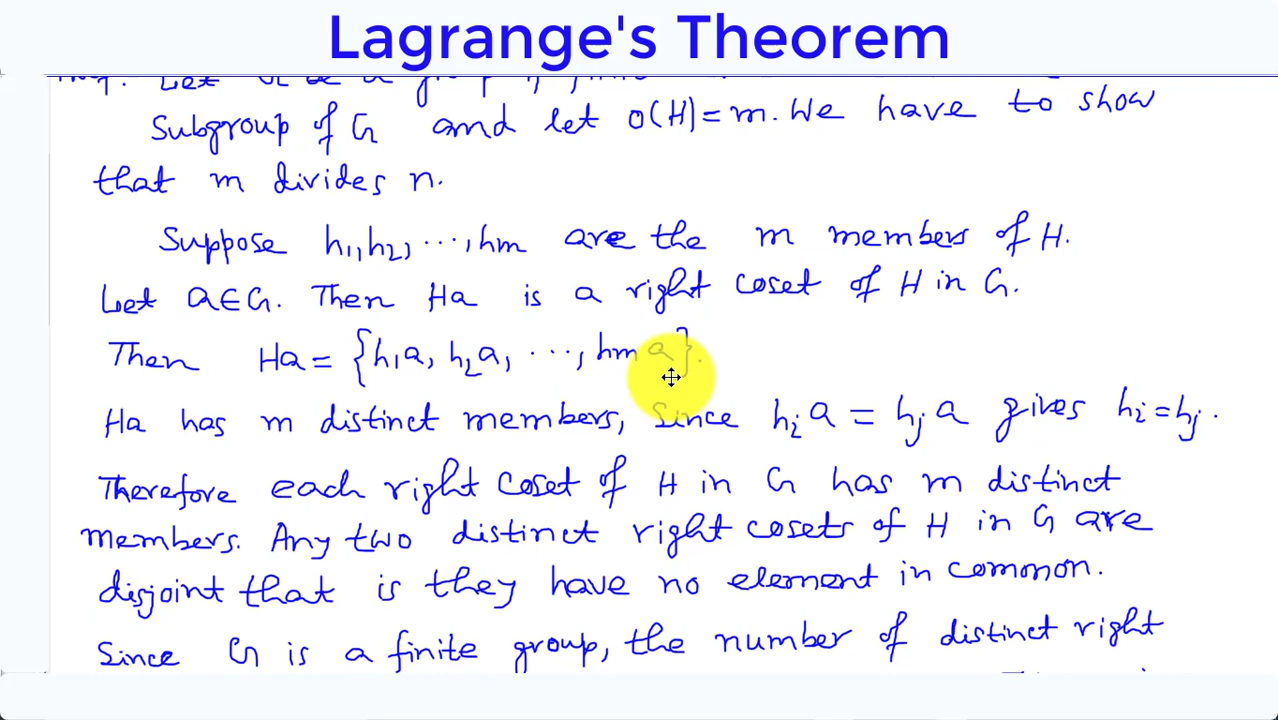 Lagrange's Theorem
Let be a group
Subgroup of G and let o(H)=m. We have to show
that m divides n.
Suppose h1, h2, ..., hm are the m members of H.
Let a∈G. Then Ha is a right coset of H in G.
Then Ha = {h1a, h2a, ..., hma}.
Ha has m distinct members, Since hia = hja gives hi=hj.
Therefore each right coset of H in G has m distinct
members. Any two distinct right cosets of H in G are
disjoint that is they have no element in common.
Since G is a finite group, the number of distinct right